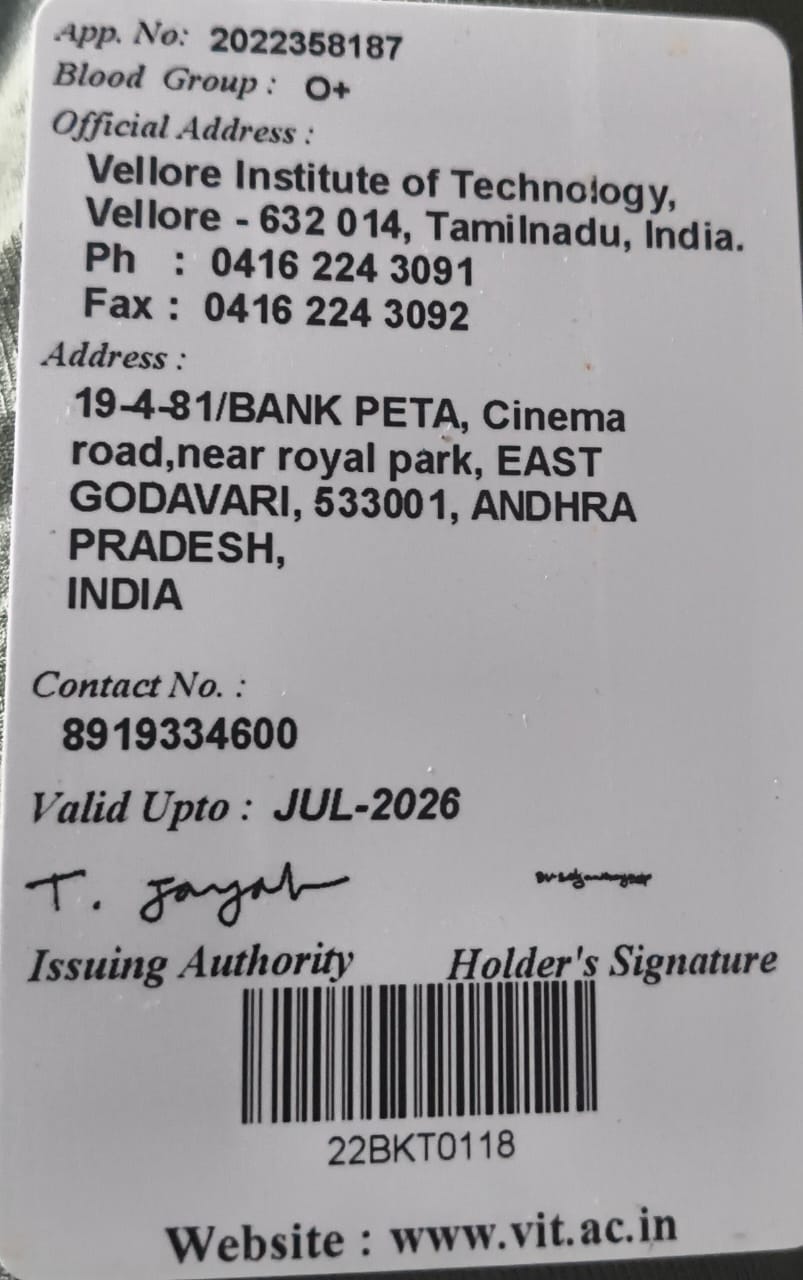 App. No: 2022358187
Blood Group : O+
Official Address :
Vellore Institute of Technology,
Vellore - 632 014, Tamilnadu, India.
Ph : 0416 224 3091
Fax : 0416 224 3092
Address :
19-4-81/BANK PETA, Cinema
road,near royal park, EAST
GODAVARI, 533001, ANDHRA
PRADESH,
INDIA
Contact No. :
8919334600
Valid Upto : JUL-2026
T.
Issuing Authority Holder's Signature
22BKT0118
Website : www.vit.ac.in